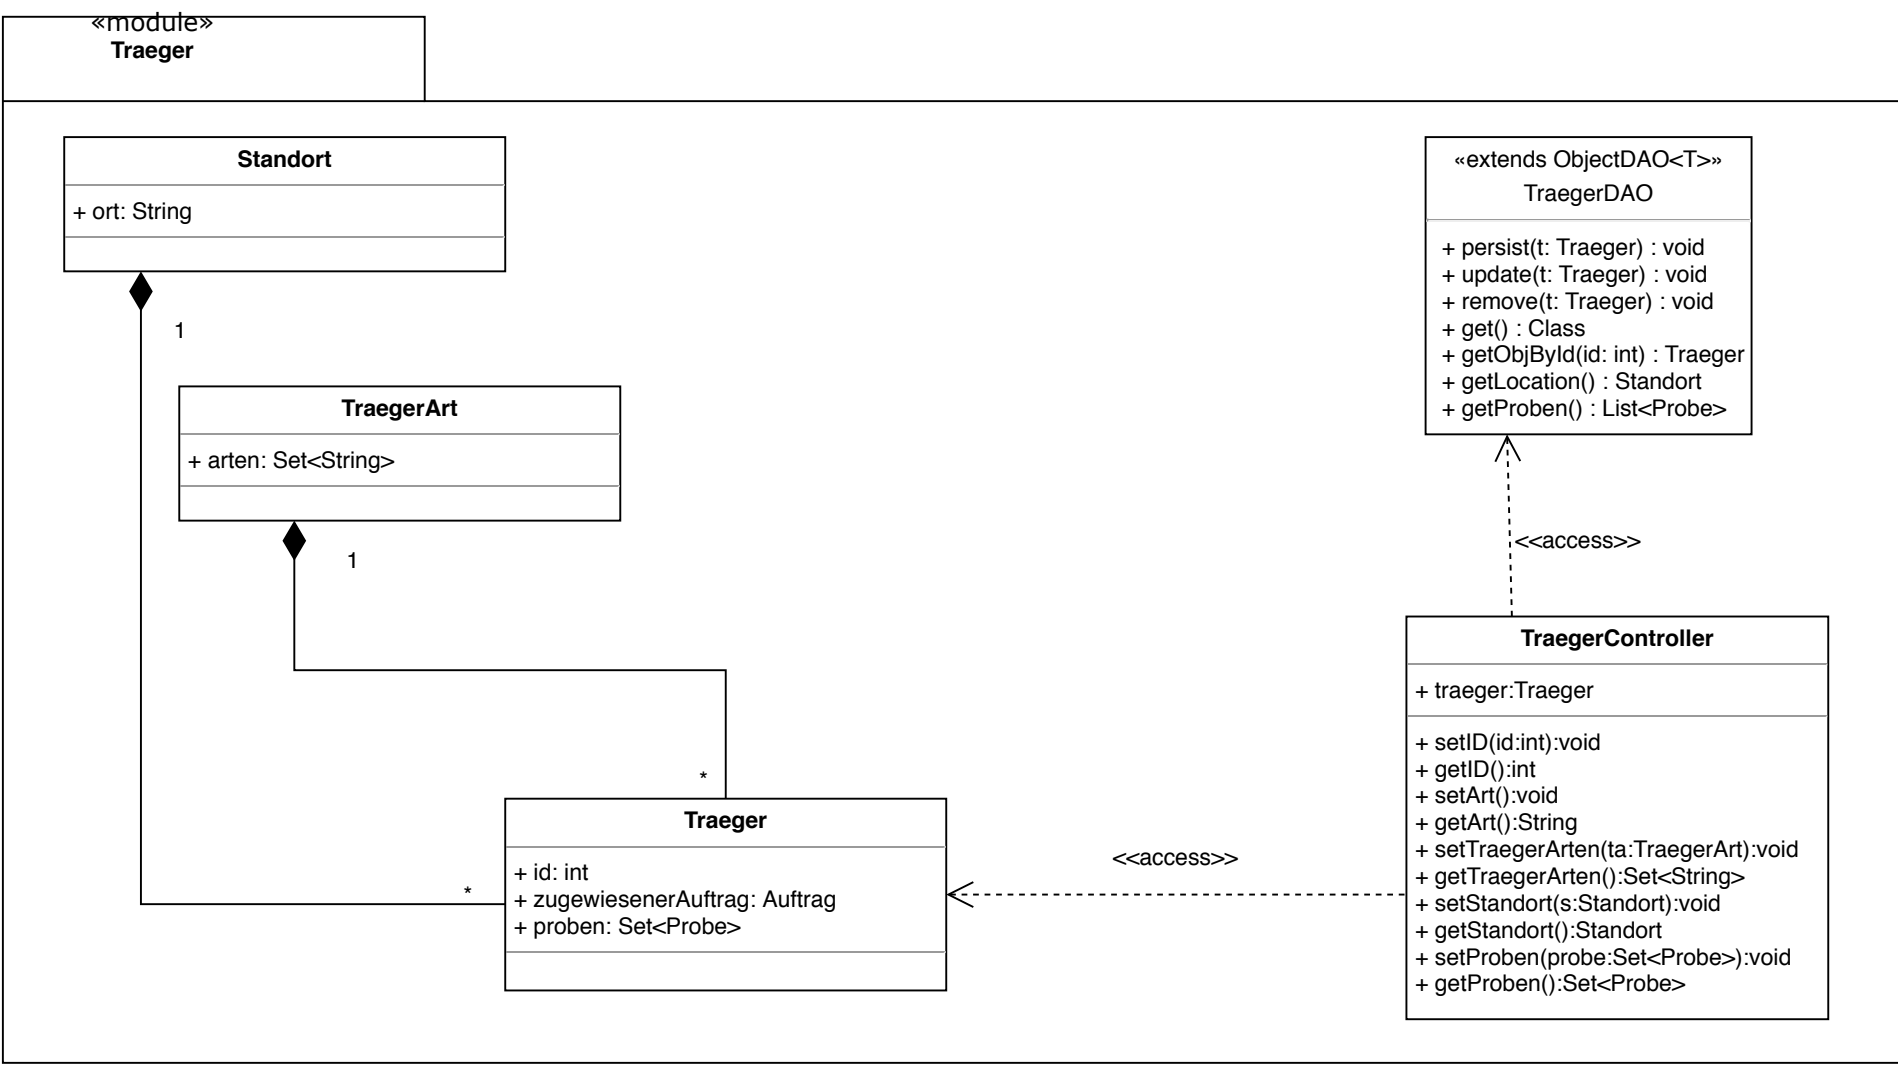 «module»
Traeger
Standort
+ ort: String
1
TraegerArt
+ arten: Set<String>
1
*
*
Traeger
+ id: int
+ zugewiesenerAuftrag: Auftrag
+ proben: Set<Probe>
<<access>>
«extends ObjectDAO<T>»
TraegerDAO
+ persist(t: Traeger) : void
+ update(t: Traeger) : void
+ remove(t: Traeger) : void
+ get() : Class
+ getObjById(id: int) : Traeger
+ getLocation() : Standort
+ getProben() : List<Probe>
<<access>>
TraegerController
+ traeger:Traeger
+ setID(id:int):void
+ getID():int
+ setArt():void
+ getArt():String
+ setTraegerArten(ta:TraegerArt):void
+ getTraegerArten():Set<String>
+ setStandort(s:Standort):void
+ getStandort():Standort
+ setProben(probe:Set<Probe>):void
+ getProben():Set<Probe>